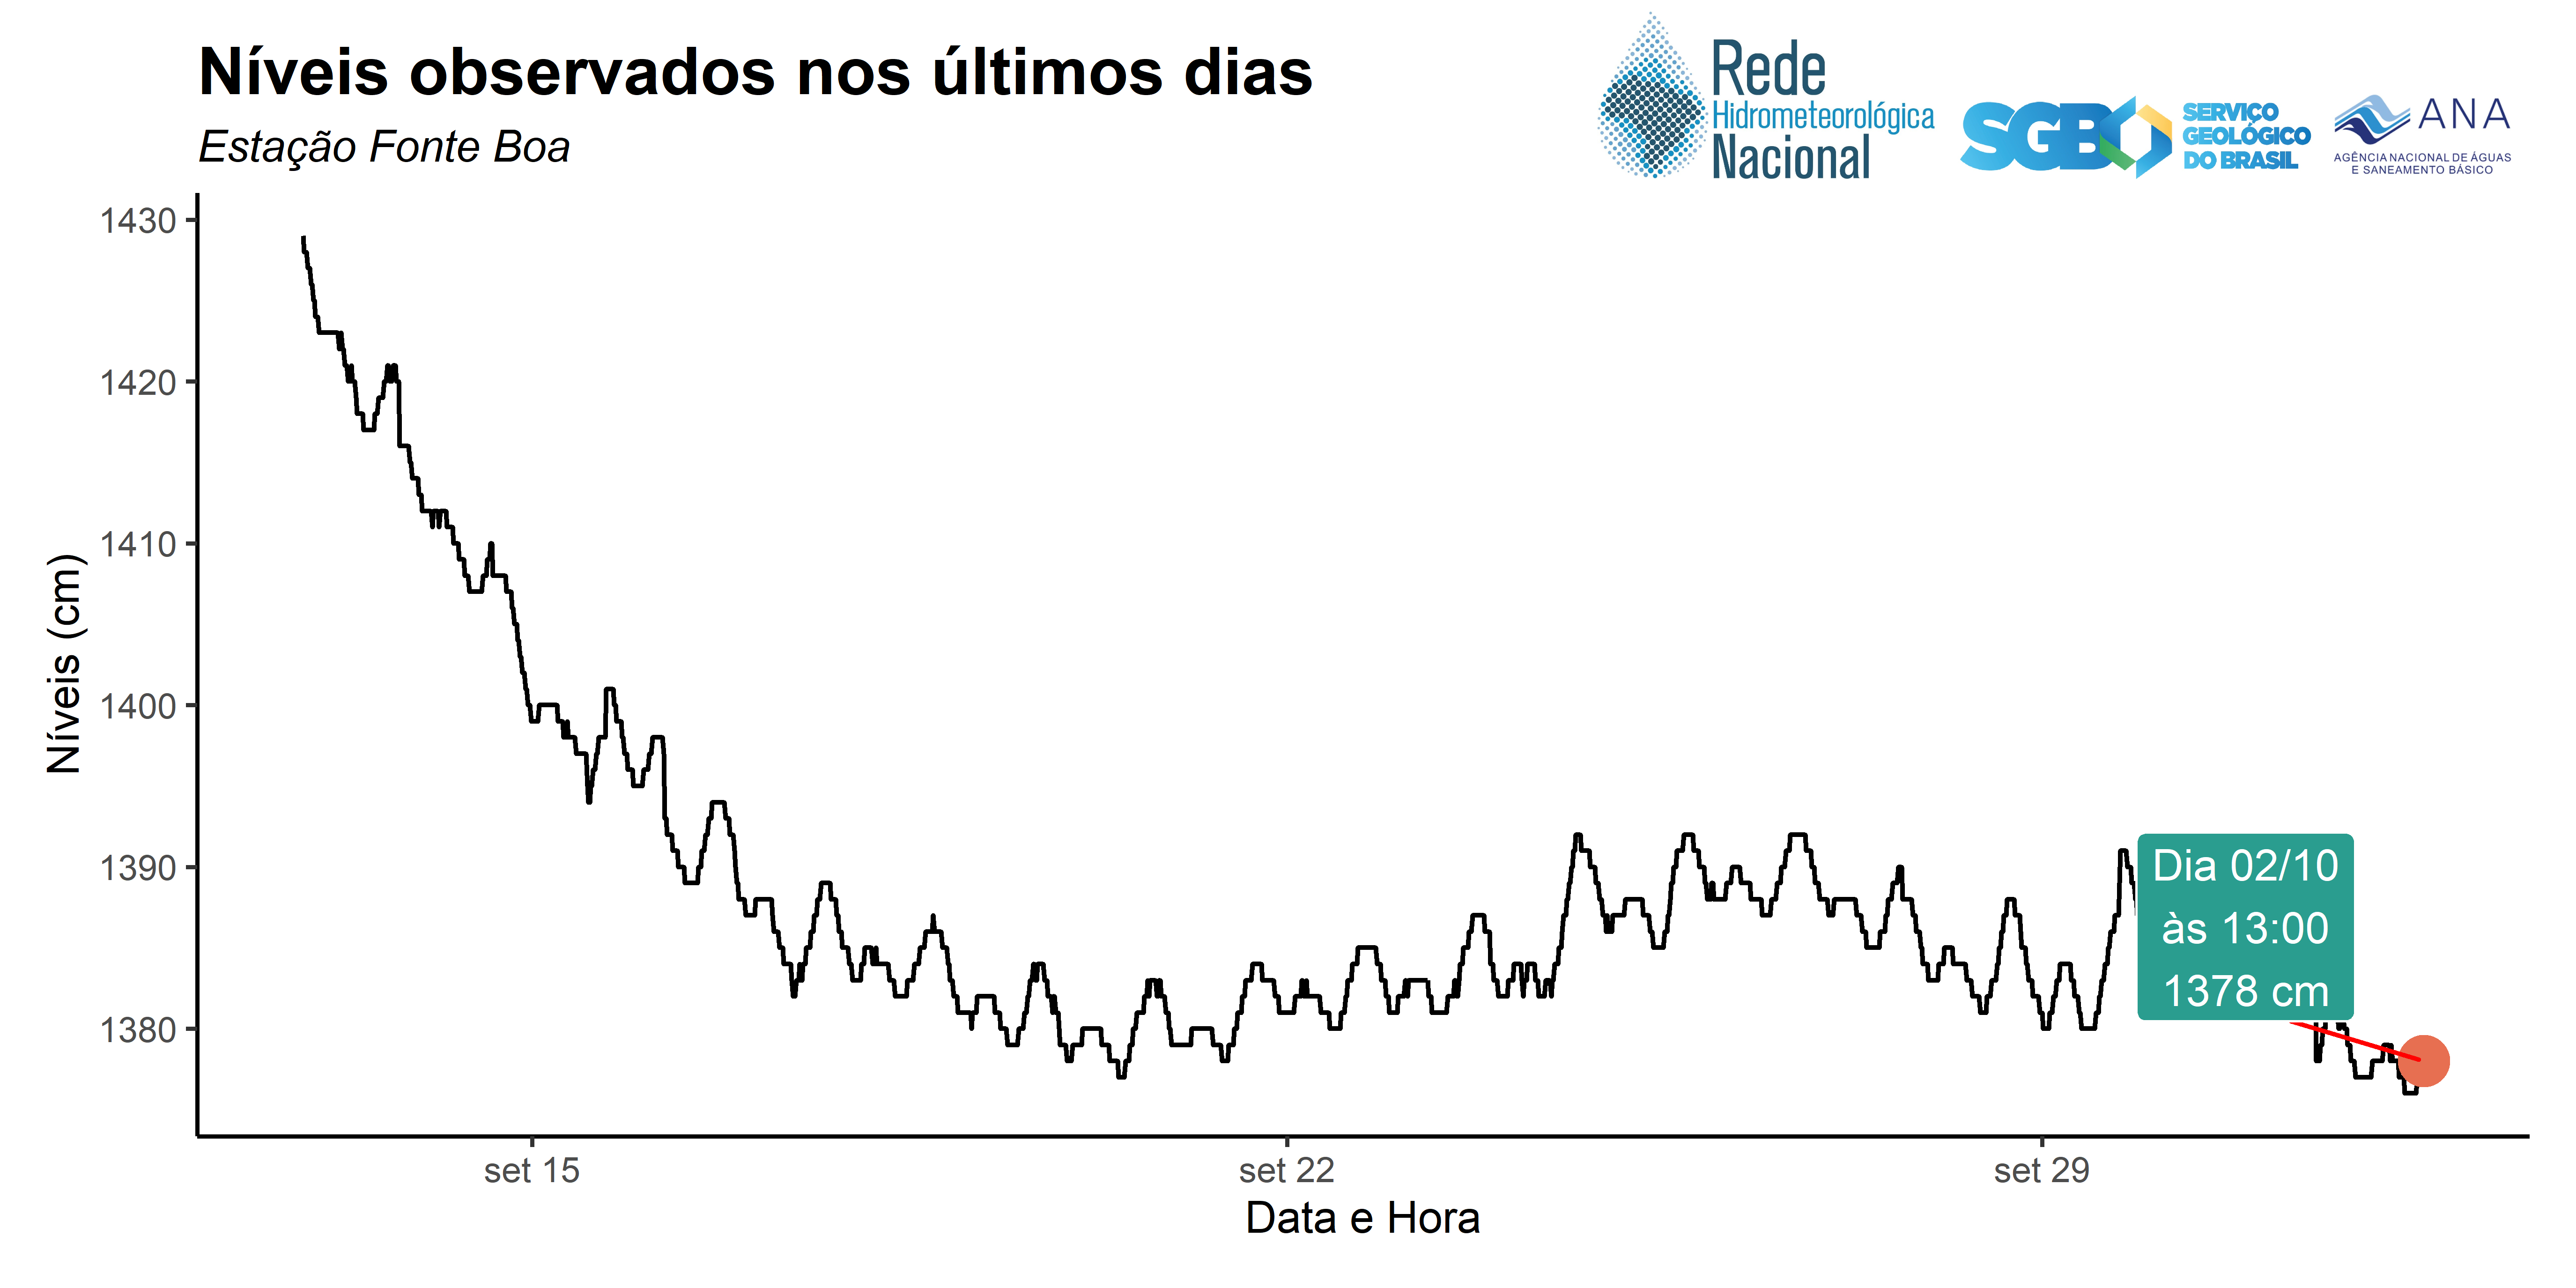 Níveis observados nos últimos dias
Estação Fonte Boa
Rede
Hidrometeorológica
Nacional
SGB
SERVIÇO
GEOLÓGICO
DO BRASIL
ANA
AGÊNCIA NACIONAL DE ÁGUAS
E SANEAMENTO BÁSICO
Níveis (cm)
1430
1420
1410
1400
1390
1380
Dia 02/10
às 13:00
1378 cm
set 15
set 22
set 29
Data e Hora